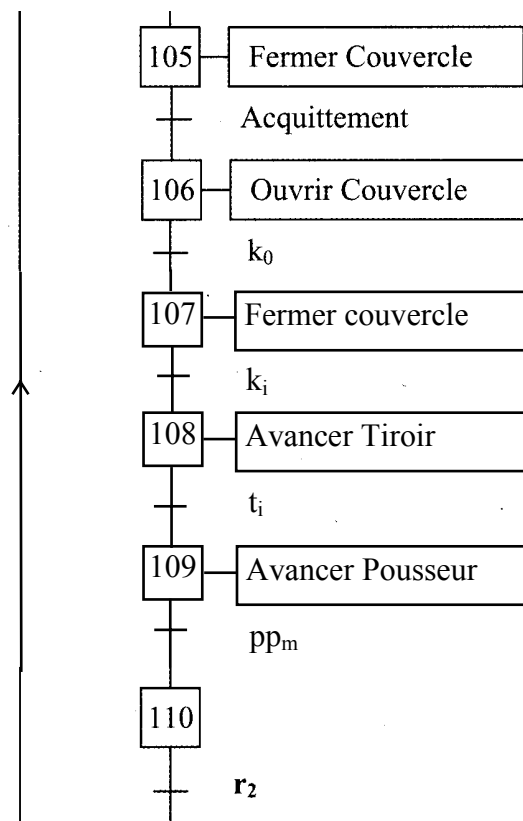 105 Fermer Couvercle
Acquittement
106 Ouvrir Couvercle
k₀
107 Fermer couvercle
kᵢ
108 Avancer Tiroir
tᵢ
109 Avancer Pousseur
ppₘ
110
r₂